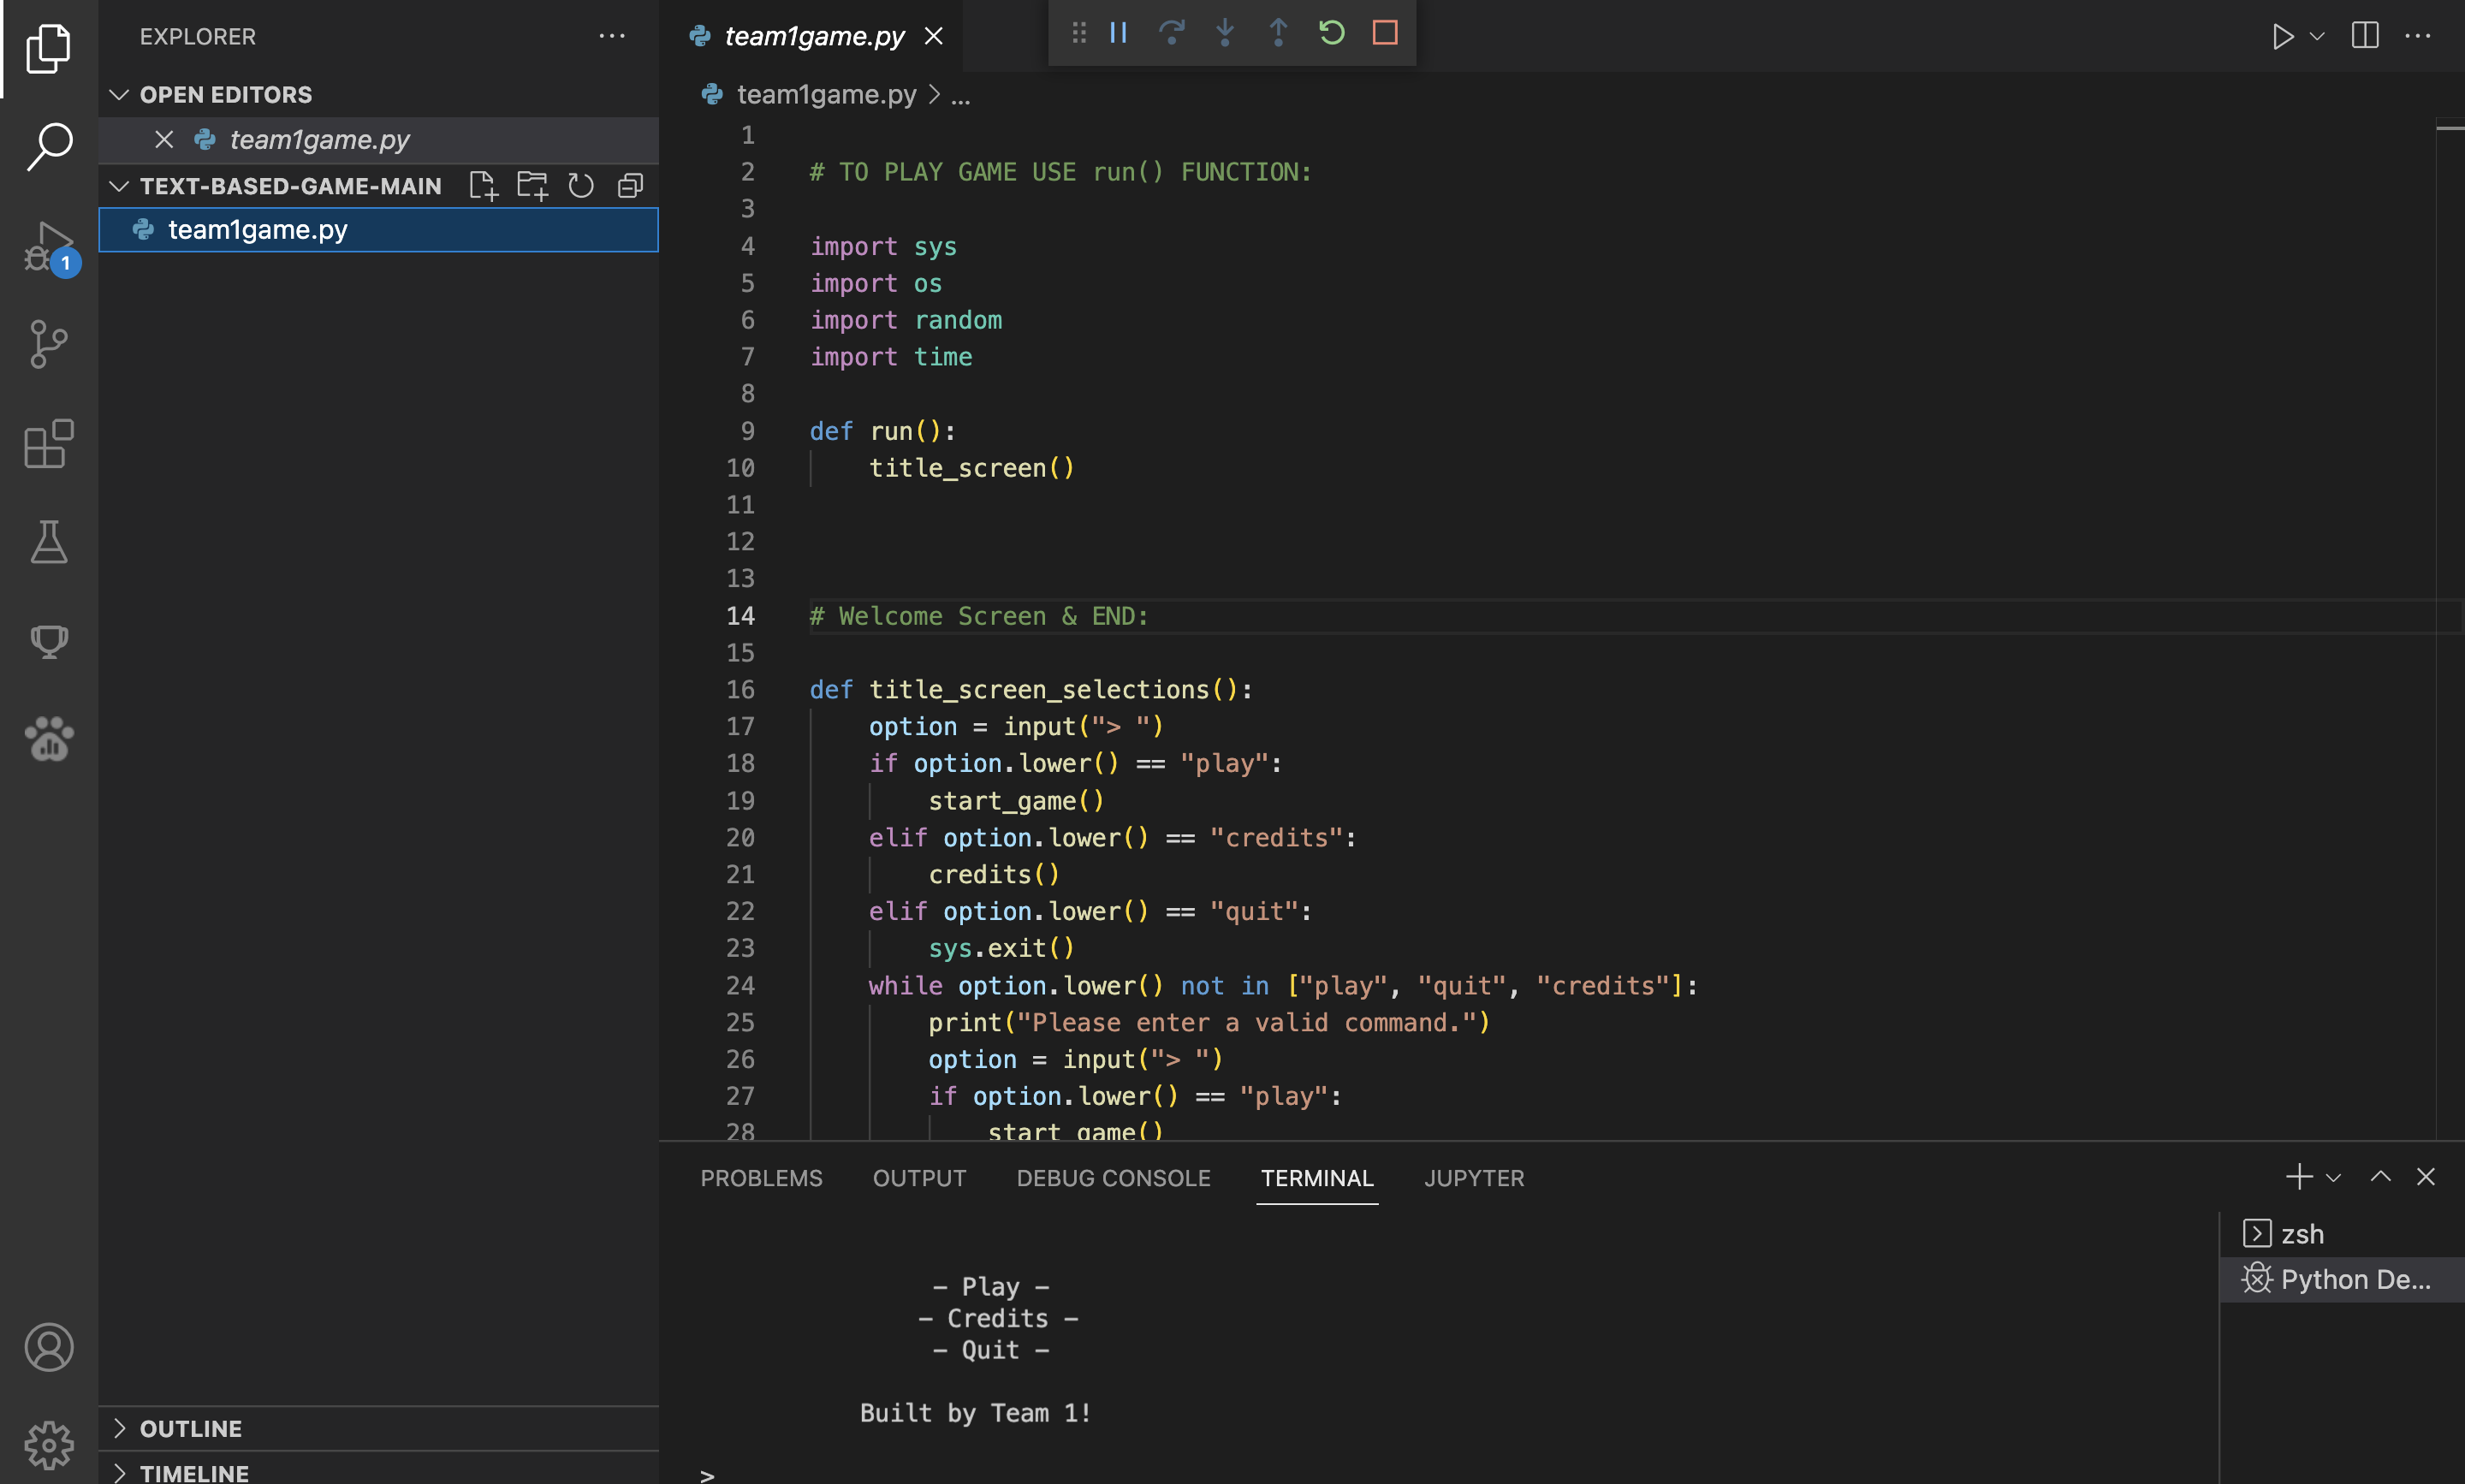 EXPLORER
OPEN EDITORS
team1game.py
TEXT-BASED-GAME-MAIN
team1game.py
1
OUTLINE
TIMELINE
team1game.py
team1game.py > ...
1
2 # TO PLAY GAME USE run() FUNCTION:
3
4 import sys
5 import os
6 import random
7 import time
8
9 def run():
10     title_screen()
11
12
13
14 # Welcome Screen & END:
15
16 def title_screen_selections():
17     option = input("> ")
18     if option.lower() == "play":
19         start_game()
20     elif option.lower() == "credits":
21         credits()
22     elif option.lower() == "quit":
23         sys.exit()
24     while option.lower() not in ["play", "quit", "credits"]:
25         print("Please enter a valid command.")
26         option = input("> ")
27         if option.lower() == "play":
28             start_game()
PROBLEMS OUTPUT DEBUG CONSOLE TERMINAL JUPYTER
- Play -
- Credits -
- Quit -
Built by Team 1!
>
zsh
Python De...